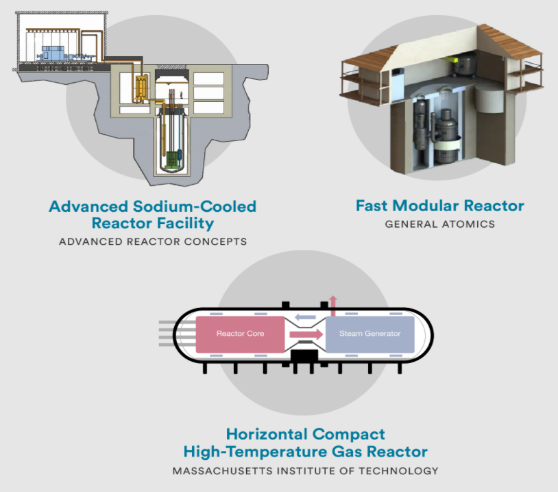 Advanced Sodium-Cooled
Reactor Facility
ADVANCED REACTOR CONCEPTS
Fast Modular Reactor
GENERAL ATOMICS
Reactor Core
Steam Generator
Horizontal Compact
High-Temperature Gas Reactor
MASSACHUSETTS INSTITUTE OF TECHNOLOGY